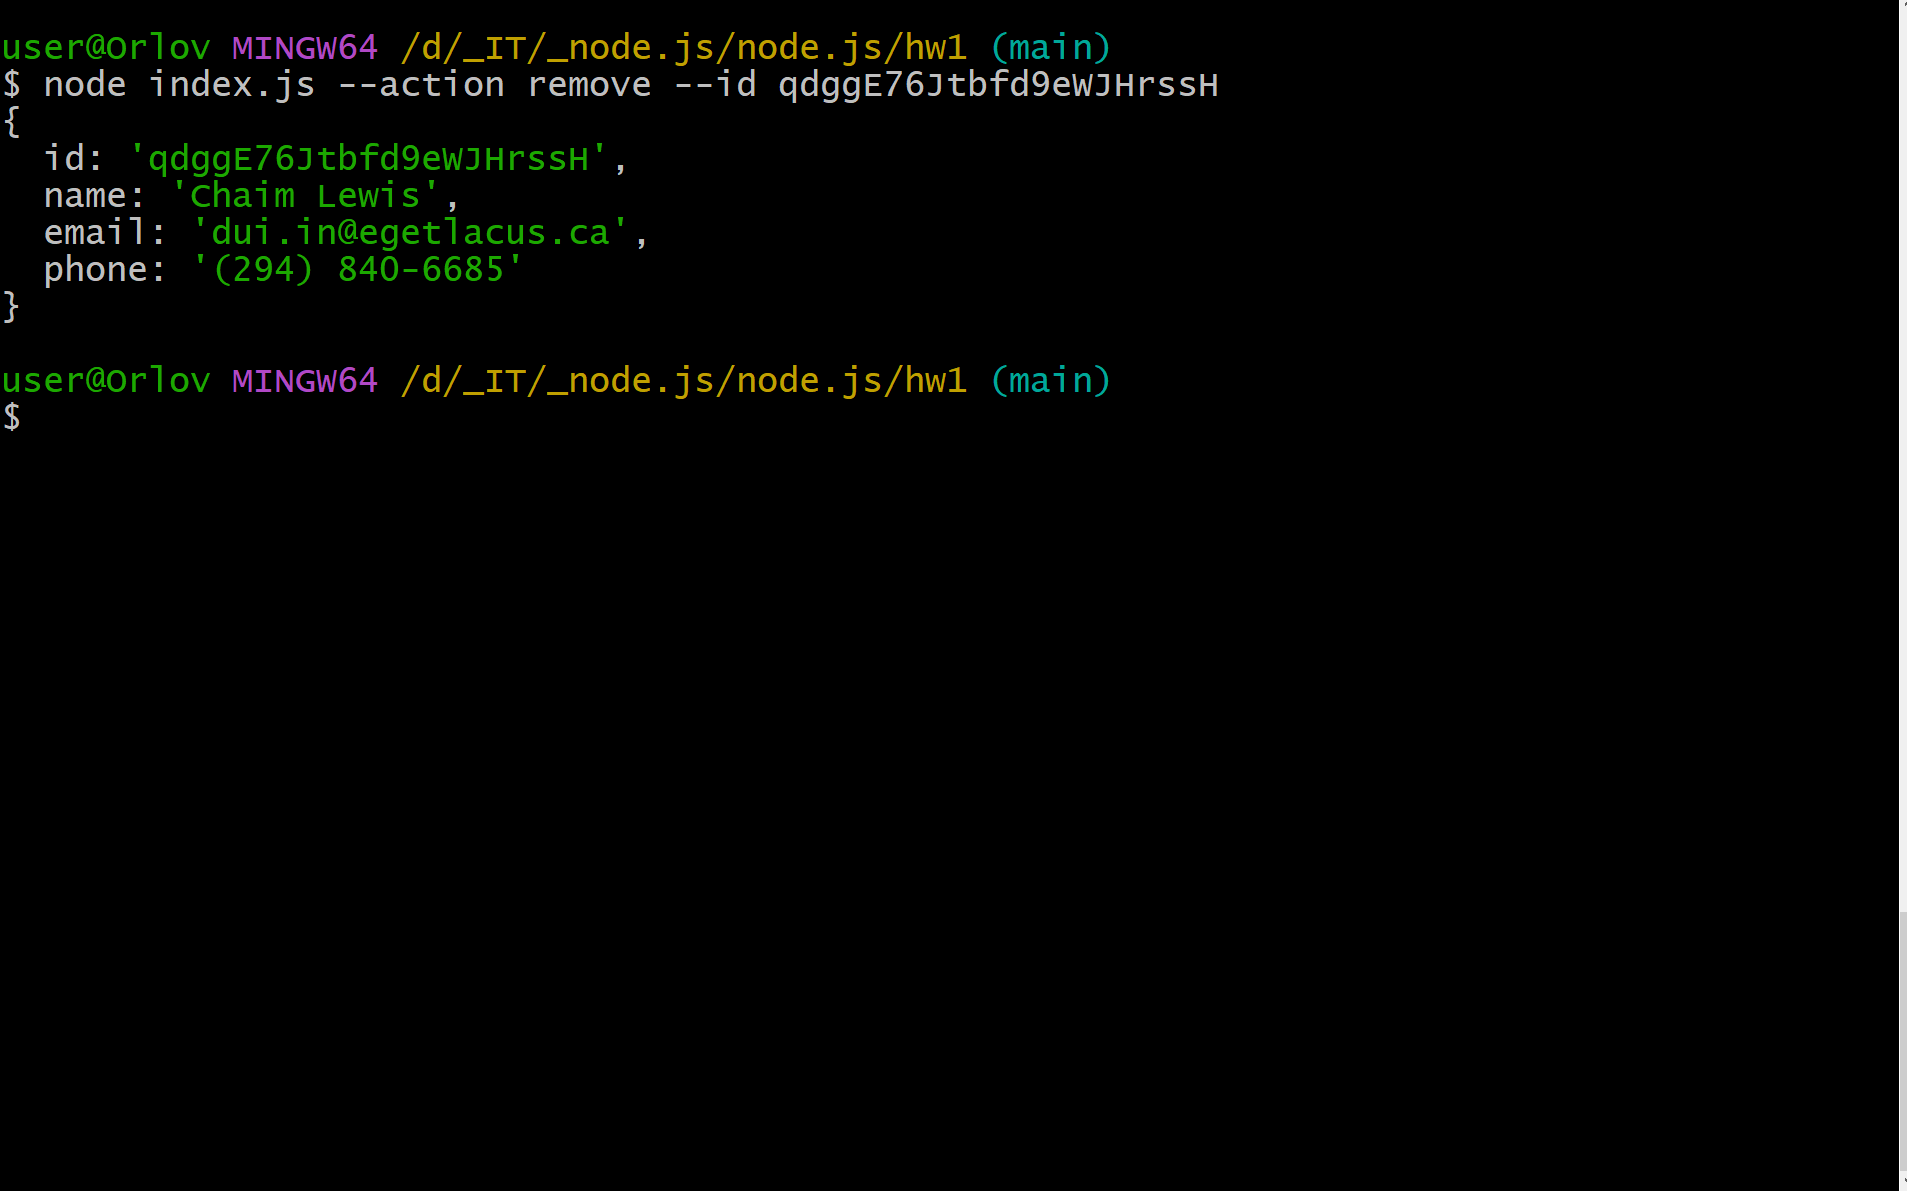 user@Orlov MINGW64 /d/_IT/_node.js/node.js/hw1 (main)
$ node index.js --action remove --id qdggE76Jtbfd9eWJHrssH
{
  id: 'qdggE76Jtbfd9eWJHrssH',
  name: 'Chaim Lewis',
  email: 'dui.in@egetlacus.ca',
  phone: '(294) 840-6685'
}
user@Orlov MINGW64 /d/_IT/_node.js/node.js/hw1 (main)
$